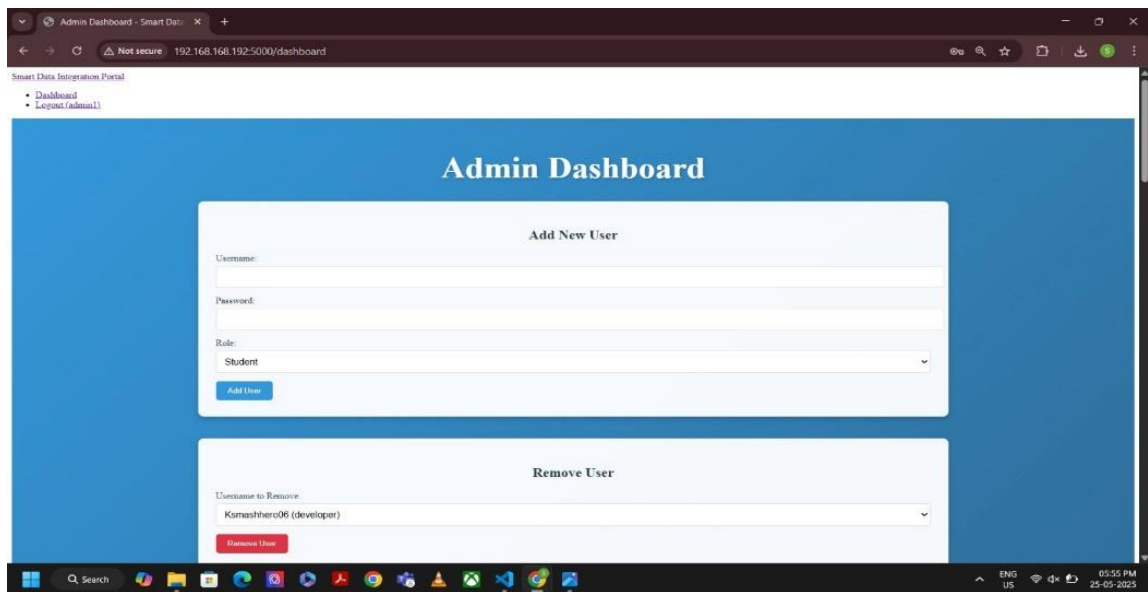 Admin Dashboard - Smart Data
Not secure 192.168.168.192:5000/dashboard
S
Smart Data Integration Portal
Dashboard
Logout (admin1)
Admin Dashboard
Add New User
Username:
Password:
Role:
Student
Add User
Remove User
Username to Remove:
Ksmashhero06 (developer)
Remove User
Search
ENG
US
05:55 PM
25-05-2025